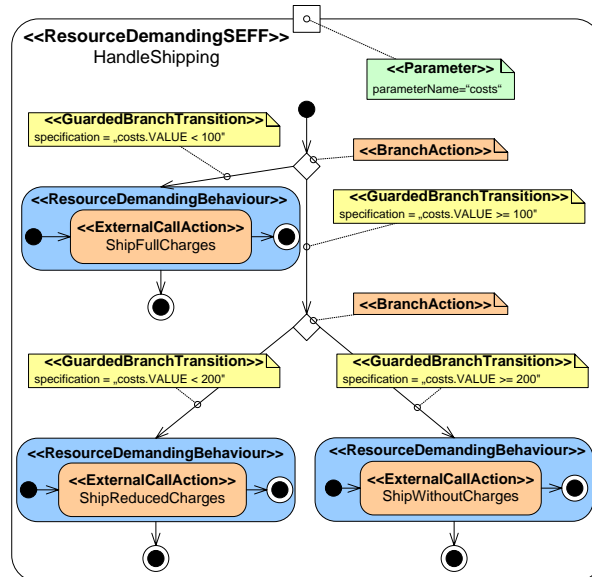 <<ResourceDemandingSEFF>>
HandleShipping
<<Parameter>>
parameterName="costs“
<<GuardedBranchTransition>>
specification = „costs.VALUE < 100”
<<BranchAction>>
<<ResourceDemandingBehaviour>>
<<ExternalCallAction>>
ShipFullCharges
<<GuardedBranchTransition>>
specification = „costs.VALUE >= 100”
<<BranchAction>>
<<GuardedBranchTransition>>
specification = „costs.VALUE < 200”
<<GuardedBranchTransition>>
specification = „costs.VALUE >= 200”
<<ResourceDemandingBehaviour>>
<<ExternalCallAction>>
ShipReducedCharges
<<ResourceDemandingBehaviour>>
<<ExternalCallAction>>
ShipWithoutCharges